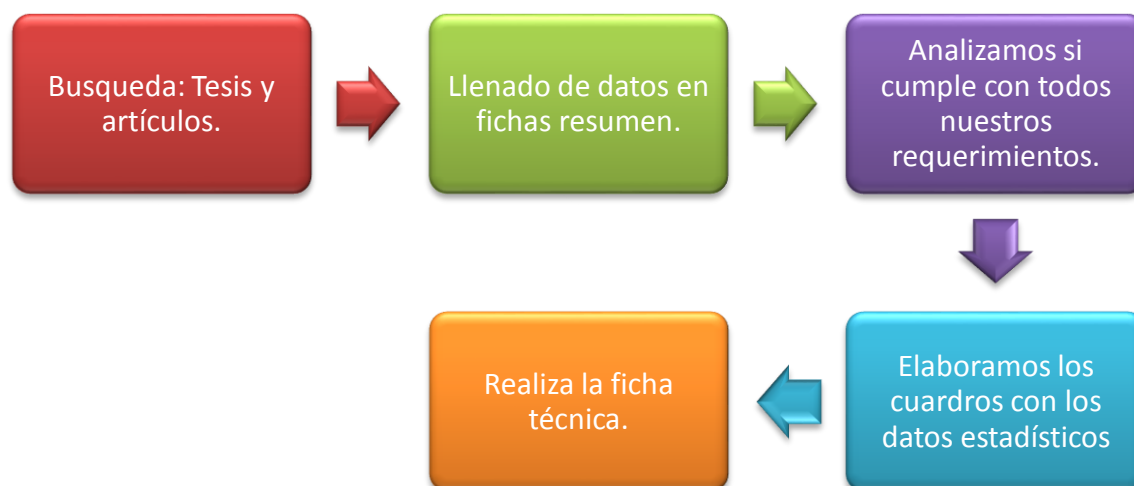 Busqueda: Tesis y
artículos.
Llenado de datos en
fichas resumen.
Analizamos si
cumple con todos
nuestros
requerimientos.
Elaboramos los
cuardros con los
datos estadísticos
Realiza la ficha
técnica.